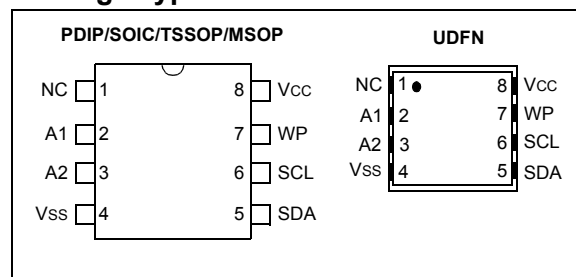 PDIP/SOIC/TSSOP/MSOP
NC 1 8 VCC
A1 2 7 WP
A2 3 6 SCL
VSS 4 5 SDA
UDFN
NC 1 8 VCC
A1 2 7 WP
A2 3 6 SCL
VSS 4 5 SDA